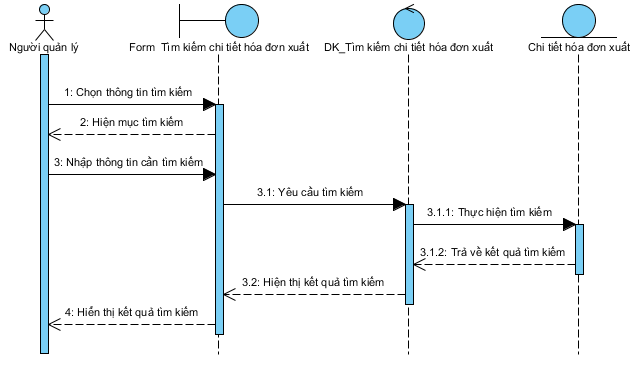 Người quản lý
Form Tìm kiếm chi tiết hóa đơn xuất
DK_Tìm kiếm chi tiết hóa đơn xuất
Chi tiết hóa đơn xuất
1: Chọn thông tin tìm kiếm
2: Hiện mục tìm kiếm
3: Nhập thông tin cần tìm kiếm
3.1: Yêu cầu tìm kiếm
3.1.1: Thực hiện tìm kiếm
3.1.2: Trả về kết quả tìm kiếm
3.2: Hiện thị kết quả tìm kiếm
4: Hiển thị kết quả tìm kiếm